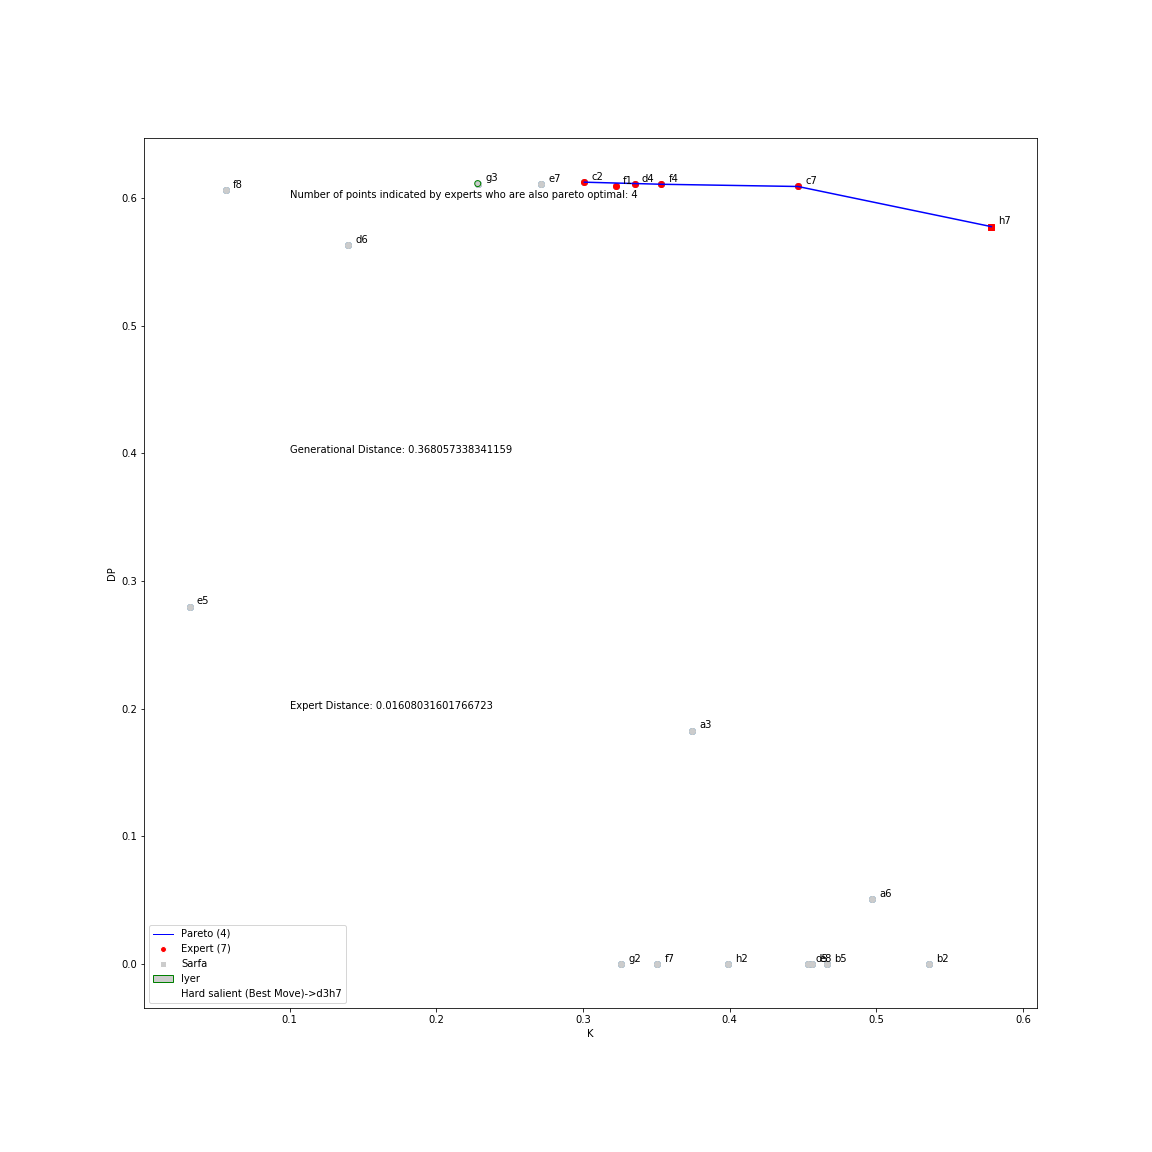 f8
g3
e7
c2
f1
d4
f4
c7
Number of points indicated by experts who are also pareto optimal: 4
h7
d6
Generational Distance: 0.368057338341159
e5
Expert Distance: 0.01608031601766723
a3
a6
g2
f7
h2
b5
b2
Pareto (4)
Expert (7)
Sarfa
Iyer
Hard salient (Best Move)->d3h7
0.6
0.5
0.4
0.3
0.2
0.1
0.0
DP
0.1
0.2
0.3
0.4
0.5
0.6
K